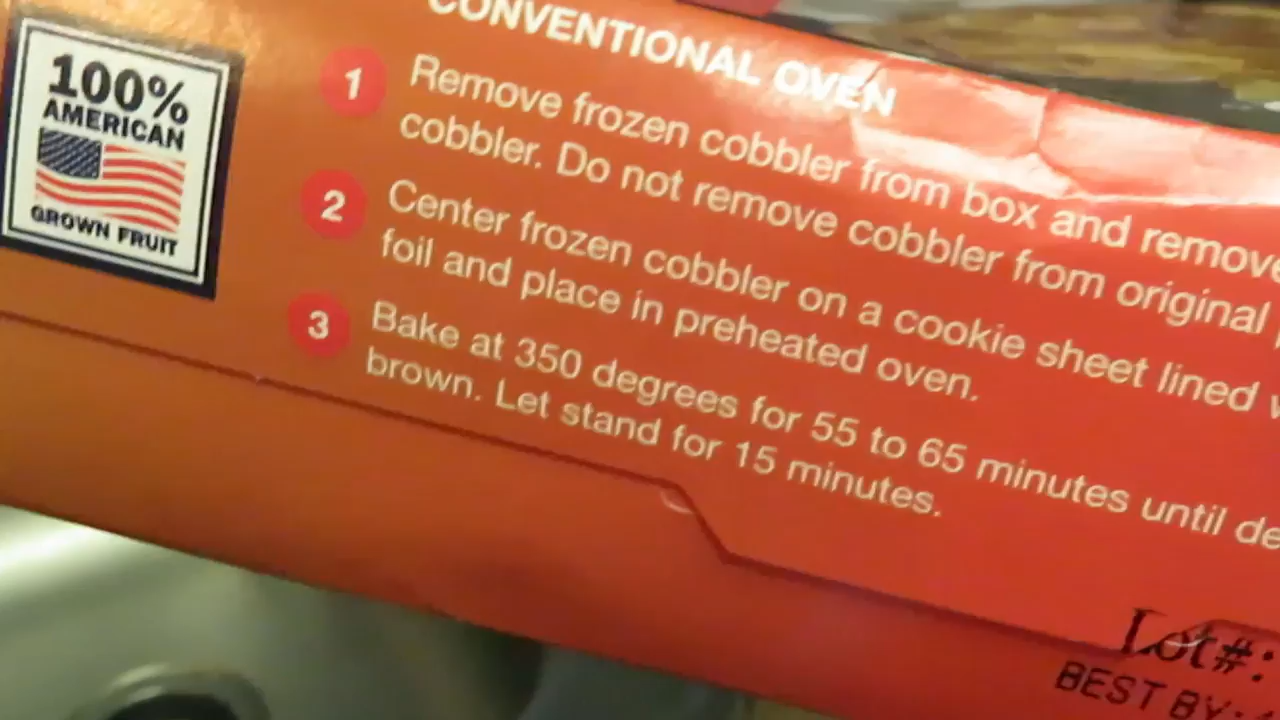 100%
AMERICAN
GROWN FRUIT
CONVENTIONAL OVEN
1 Remove frozen cobbler from box and remove
cobbler. Do not remove cobbler from original
2 Center frozen cobbler on a cookie sheet lined
foil and place in preheated oven.
3 Bake at 350 degrees for 55 to 65 minutes until
brown. Let stand for 15 minutes.
Lot#:
BEST BY: